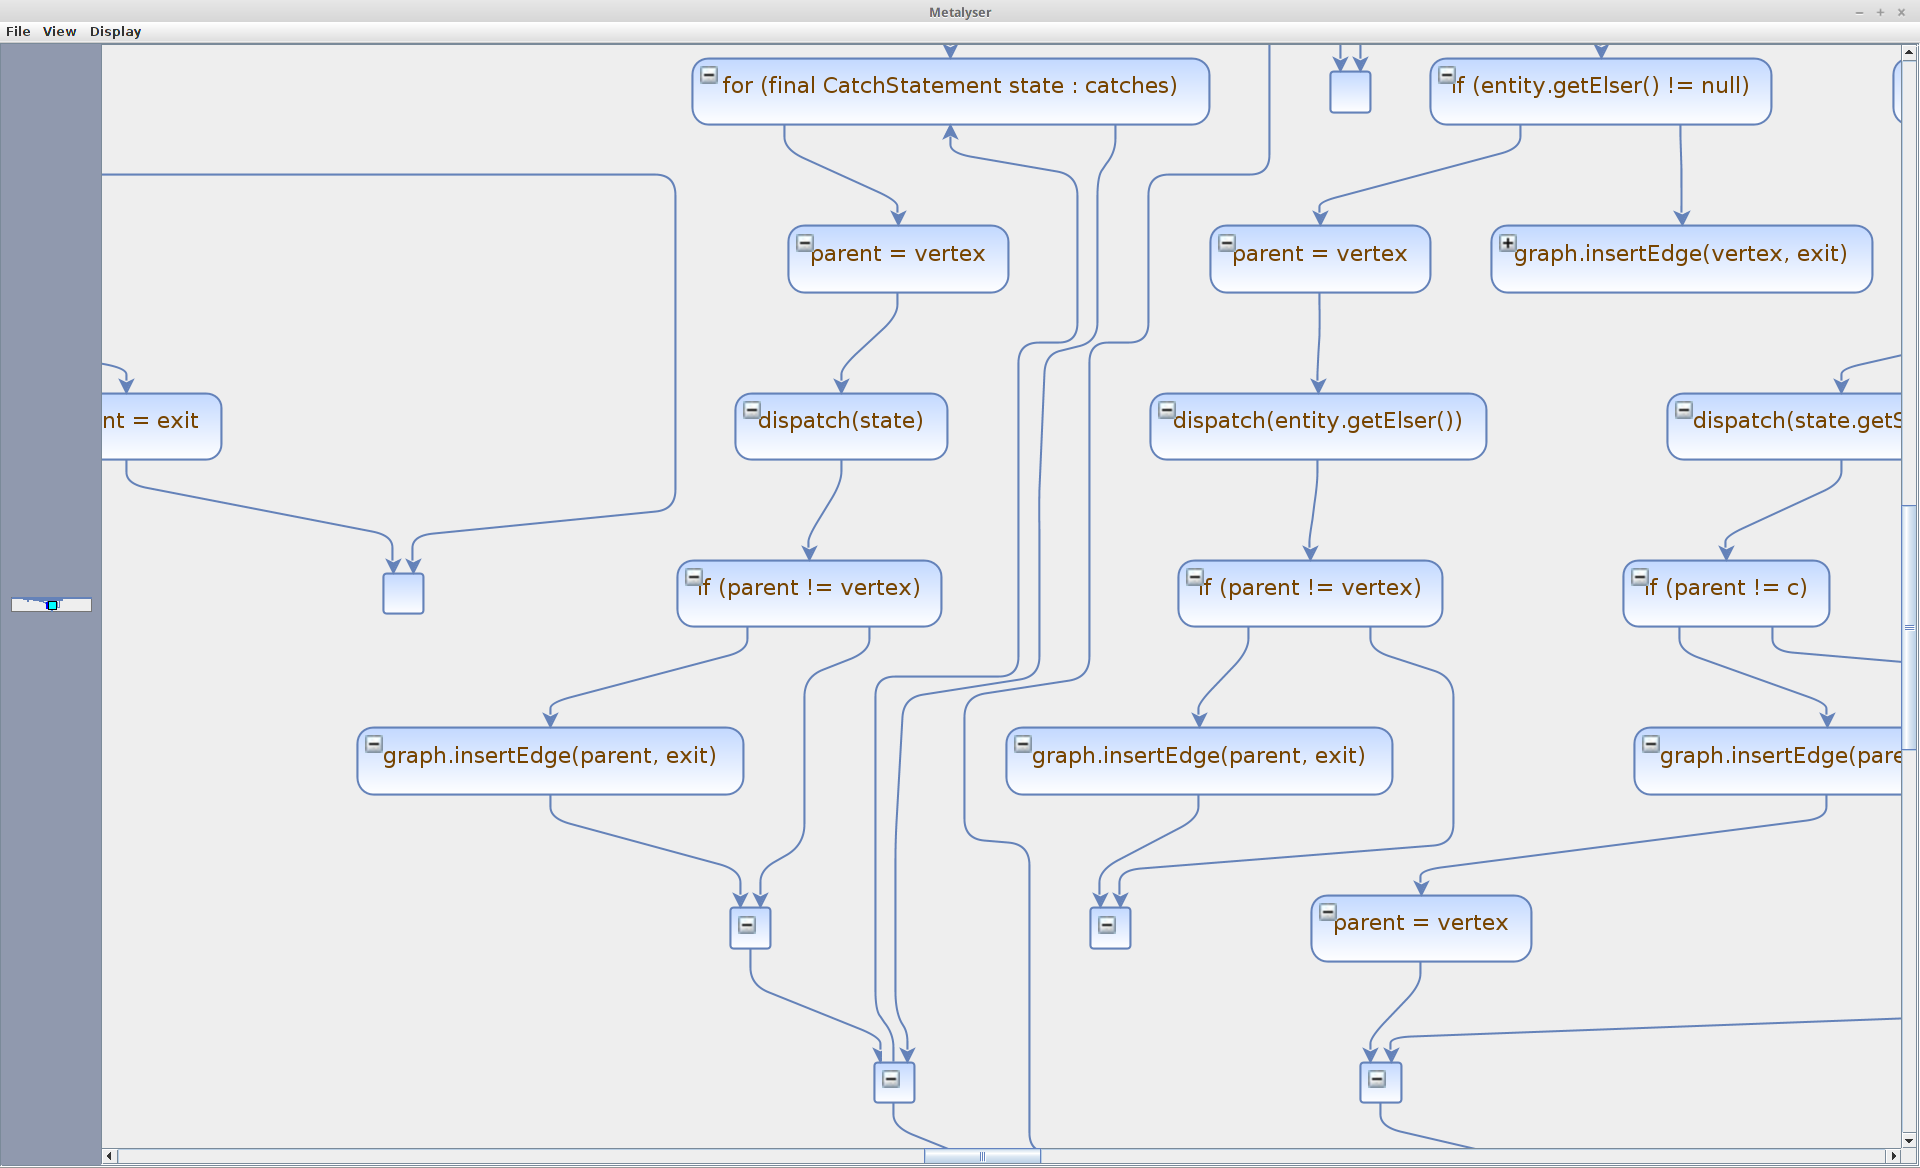 Metalyser
File View Display
for (final CatchStatement state : catches)
if (entity.getElser() != null)
parent = vertex
parent = vertex
graph.insertEdge(vertex, exit)
nt = exit
dispatch(state)
dispatch(entity.getElser())
dispatch(state.getS
if (parent != vertex)
if (parent != vertex)
if (parent != c)
graph.insertEdge(parent, exit)
graph.insertEdge(parent, exit)
graph.insertEdge(pare
parent = vertex